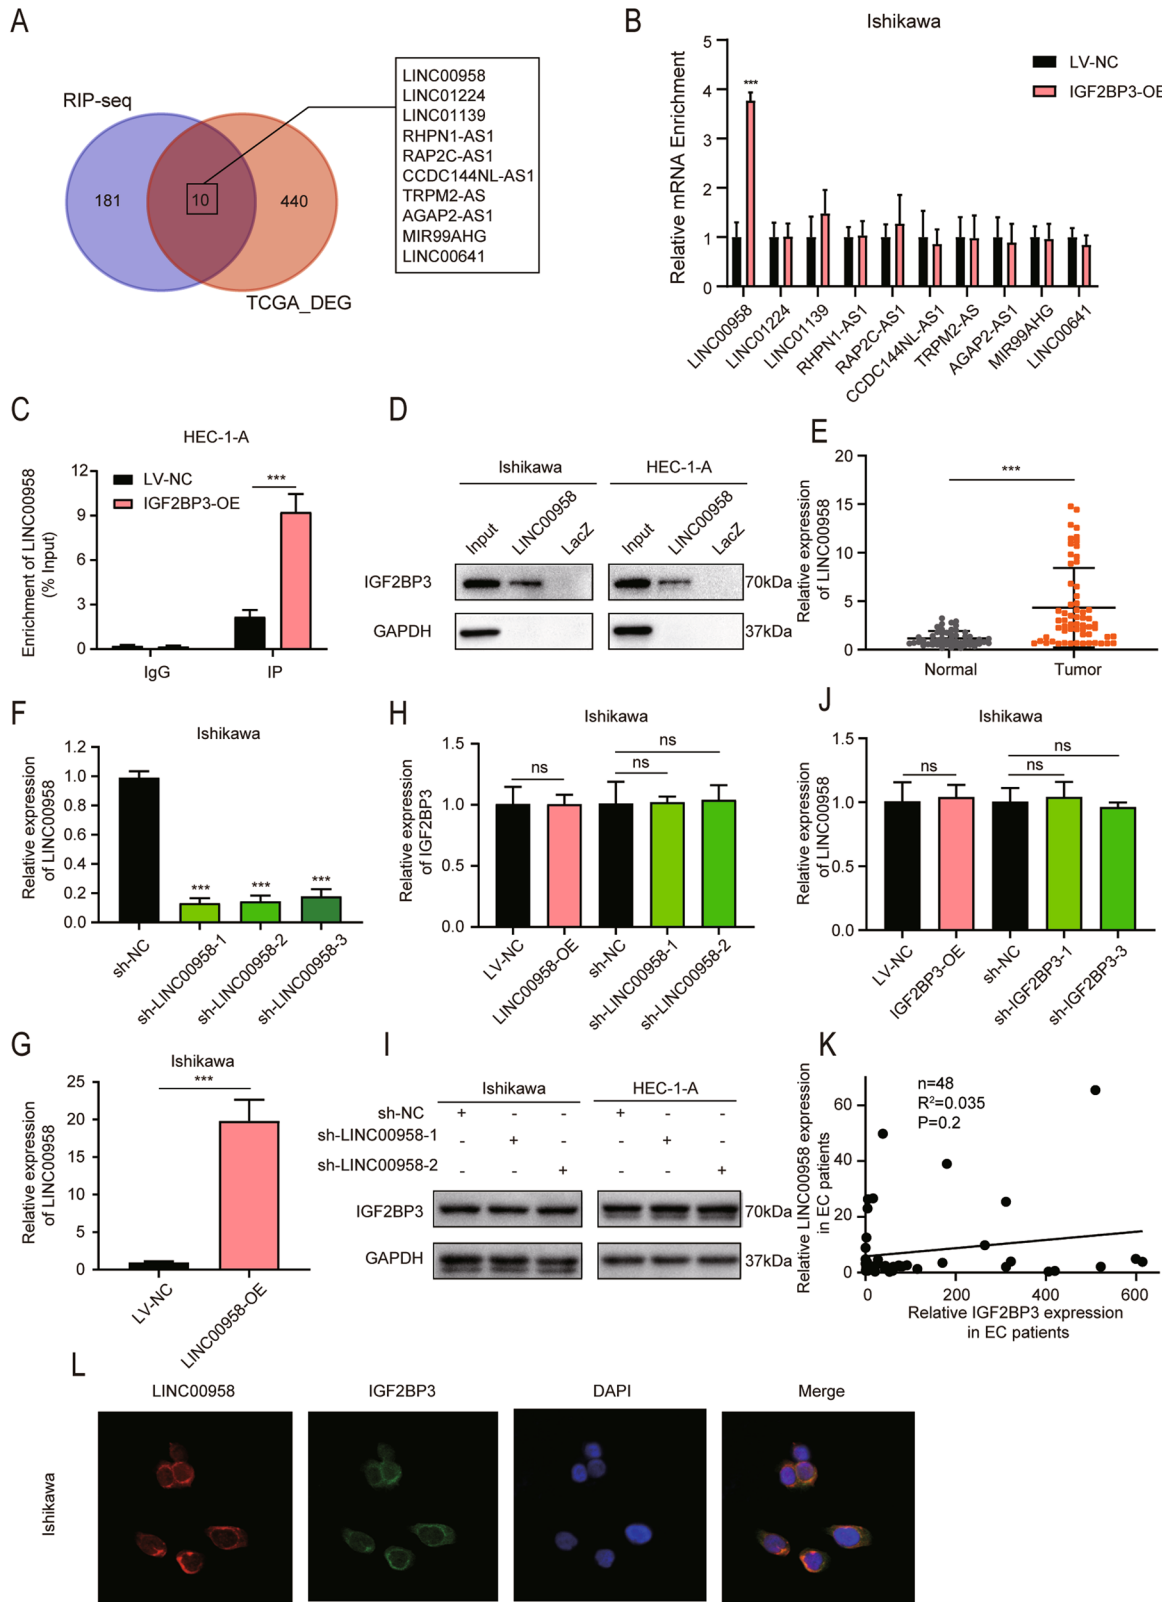 A
RIP-seq
181
10
440
TCGA_DEG
LINC00958
LINC01224
LINC01139
RHPN1-AS1
RAP2C-AS1
CCDC144NL-AS1
TRPM2-AS
AGAP2-AS1
MIR99AHG
LINC00641
B
Ishikawa
LV-NC
IGF2BP3-OE
Relative mRNA Enrichment
5
4
3
2
1
0
***
LINC00958
LINC01224
LINC01139
RHPN1-AS1
RAP2C-AS1
CCDC144NL-AS1
TRPM2-AS
AGAP2-AS1
MIR99AHG
LINC00641
C
HEC-1-A
LV-NC
IGF2BP3-OE
***
Enrichment of LINC00958
(% Input)
12
9
6
3
0
IgG
IP
D
Ishikawa
HEC-1-A
Input
LINC00958
LacZ
Input
LINC00958
LacZ
IGF2BP3
70kDa
GAPDH
37kDa
E
Relative expression
of LINC00958
20
15
10
5
0
***
Normal
Tumor
F
Ishikawa
Relative expression
of LINC00958
1.2
1.0
0.8
0.6
0.4
0.2
0.0
***
***
***
sh-NC
sh-LINC00958-1
sh-LINC00958-2
sh-LINC00958-3
H
Ishikawa
Relative expression
of IGF2BP3
1.5
1.0
0.5
0.0
ns
ns
ns
LV-NC
LINC00958-OE
sh-NC
sh-LINC00958-1
sh-LINC00958-2
J
Ishikawa
Relative expression
of LINC00958
1.5
1.0
0.5
0.0
ns
ns
ns
LV-NC
IGF2BP3-OE
sh-NC
sh-IGF2BP3-1
sh-IGF2BP3-3
G
Ishikawa
***
Relative expression
of LINC00958
25
20
15
10
5
0
LV-NC
LINC00958-OE
I
Ishikawa
HEC-1-A
sh-NC + - - + - -
sh-LINC00958-1 - + - - + -
sh-LINC00958-2 - - + - - +
IGF2BP3
70kDa
GAPDH
37kDa
K
n=48
R²=0.035
P=0.2
Relative LINC00958 expression
in EC patients
60
40
20
0
0
200
400
600
Relative IGF2BP3 expression
in EC patients
L
LINC00958
IGF2BP3
DAPI
Merge
Ishikawa